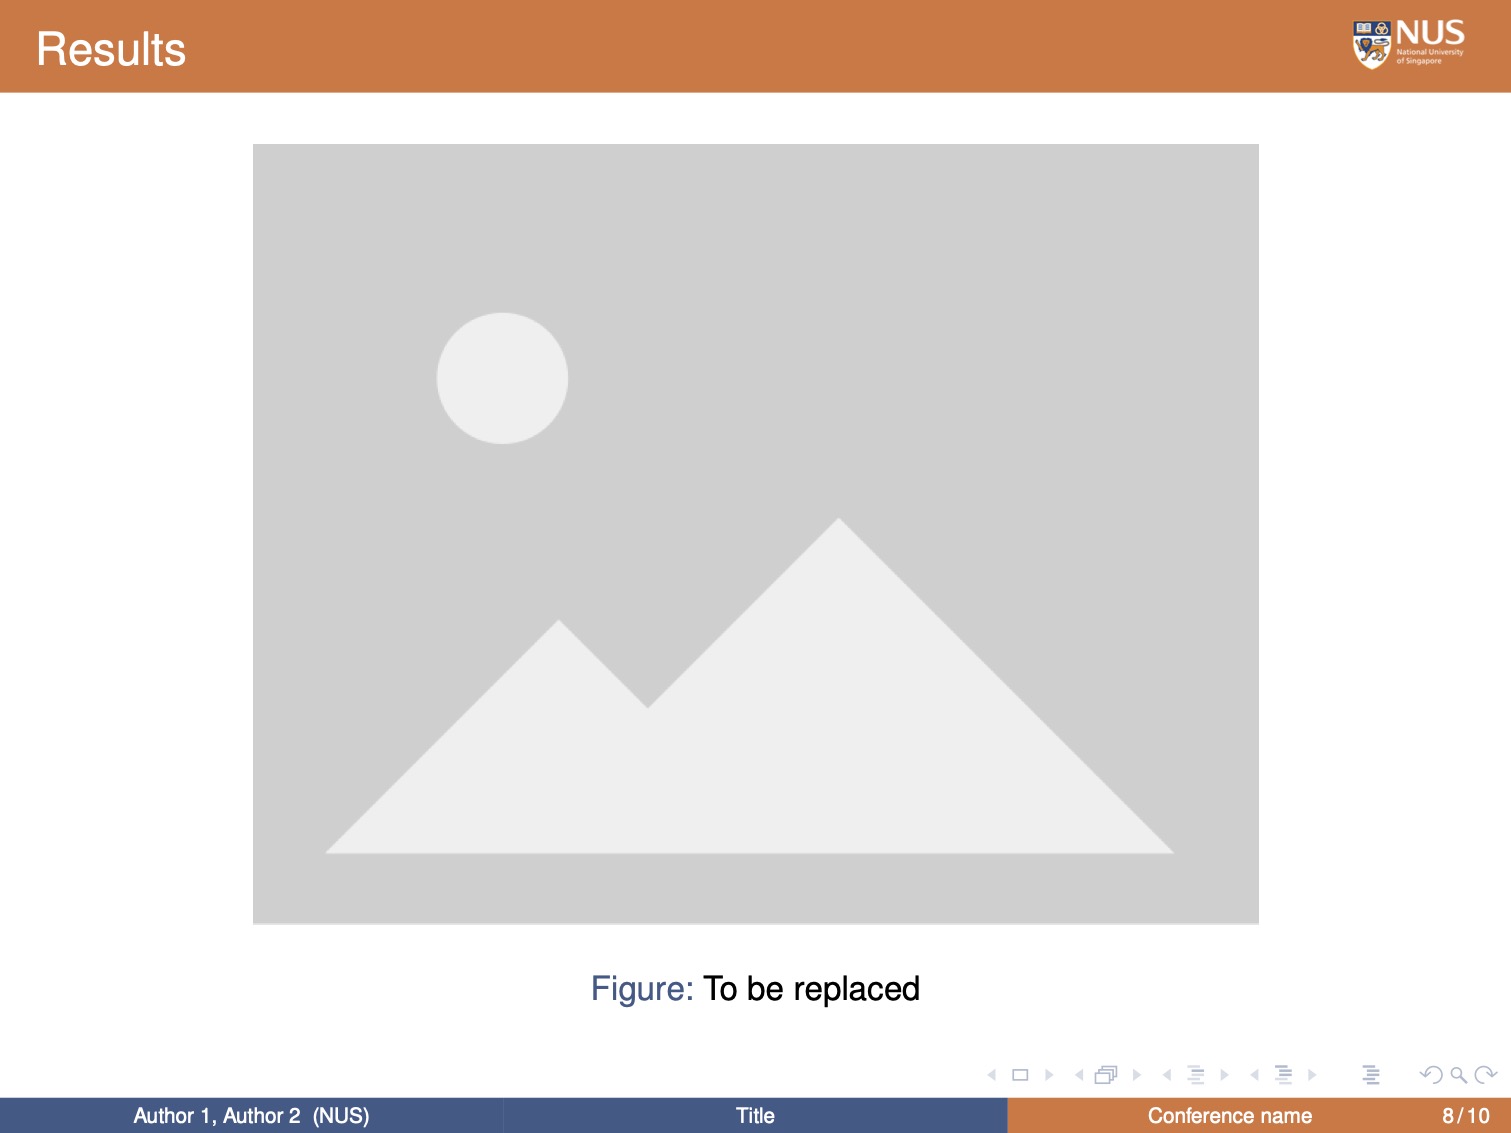 Results
NUS
National University
of Singapore
Figure: To be replaced
Author 1, Author 2 (NUS)
Title
Conference name
8 / 10